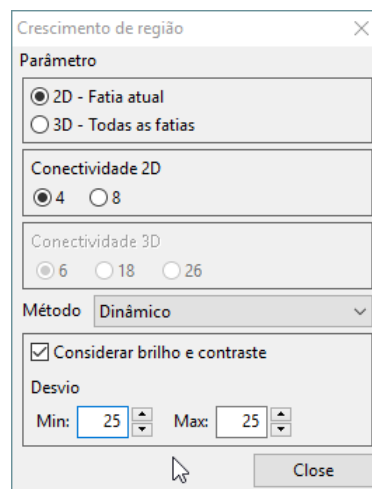 Crescimento de região
Parâmetro
2D - Fatia atual
3D - Todas as fatias
Conectividade 2D
4 8
Conectividade 3D
6 18 26
Método Dinâmico
Considerar brilho e contraste
Desvio
Min: 25 Max: 25
Close